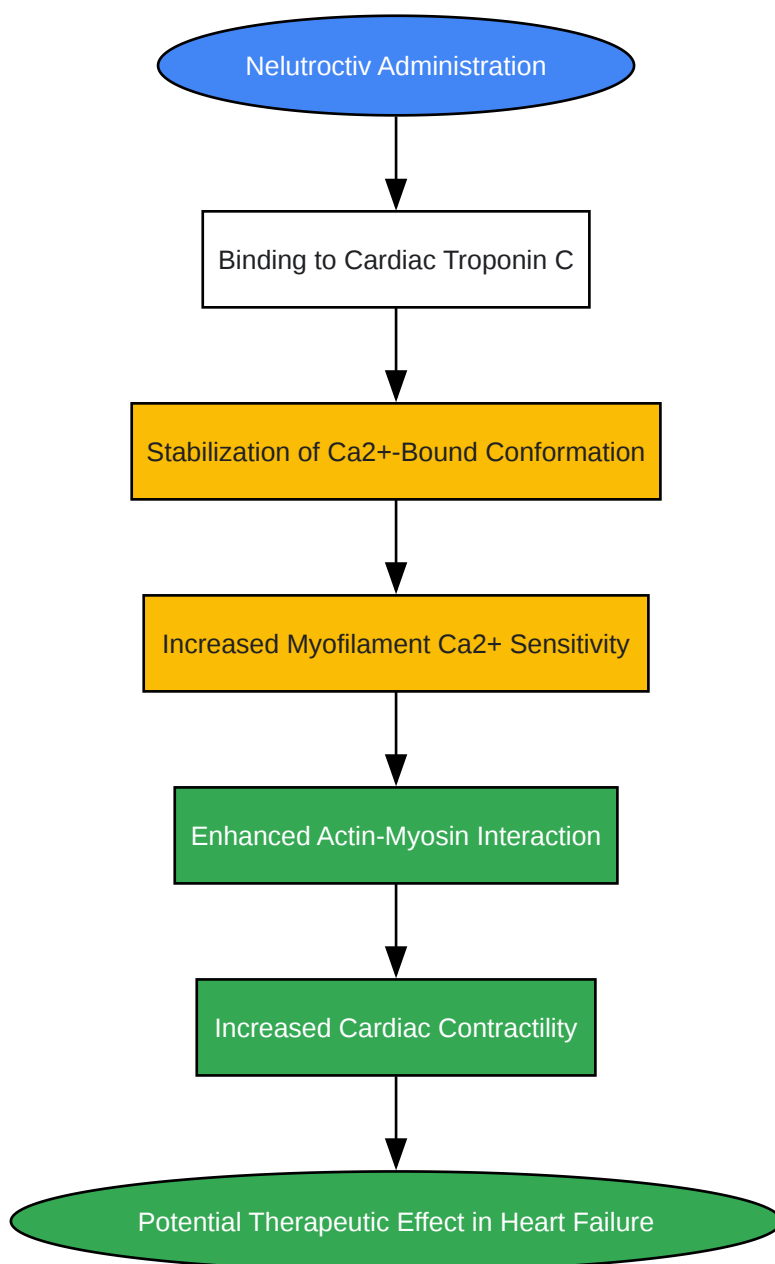 Nelutroctiv Administration
Binding to Cardiac Troponin C
Stabilization of Ca2+-Bound Conformation
Increased Myofilament Ca2+ Sensitivity
Enhanced Actin-Myosin Interaction
Increased Cardiac Contractility
Potential Therapeutic Effect in Heart Failure